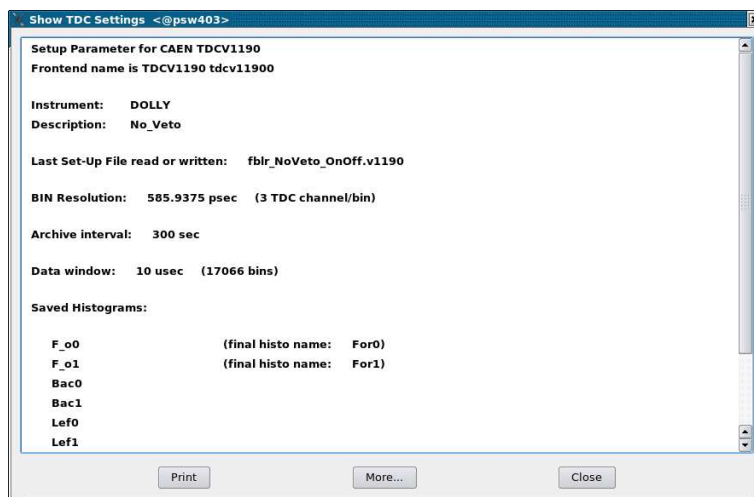 Show TDC Settings <@psw403>
Setup Parameter for CAEN TDCV1190
Frontend name is TDCV1190 tdcv11900
Instrument: DOLLY
Description: No_Veto
Last Set-Up File read or written: fblr_NoVeto_OnOff.v1190
BIN Resolution: 585.9375 psec (3 TDC channel/bin)
Archive interval: 300 sec
Data window: 10 usec (17066 bins)
Saved Histograms:
F_o0 (final histo name: For0)
F_o1 (final histo name: For1)
Bac0
Bac1
Lef0
Lef1
Print More... Close